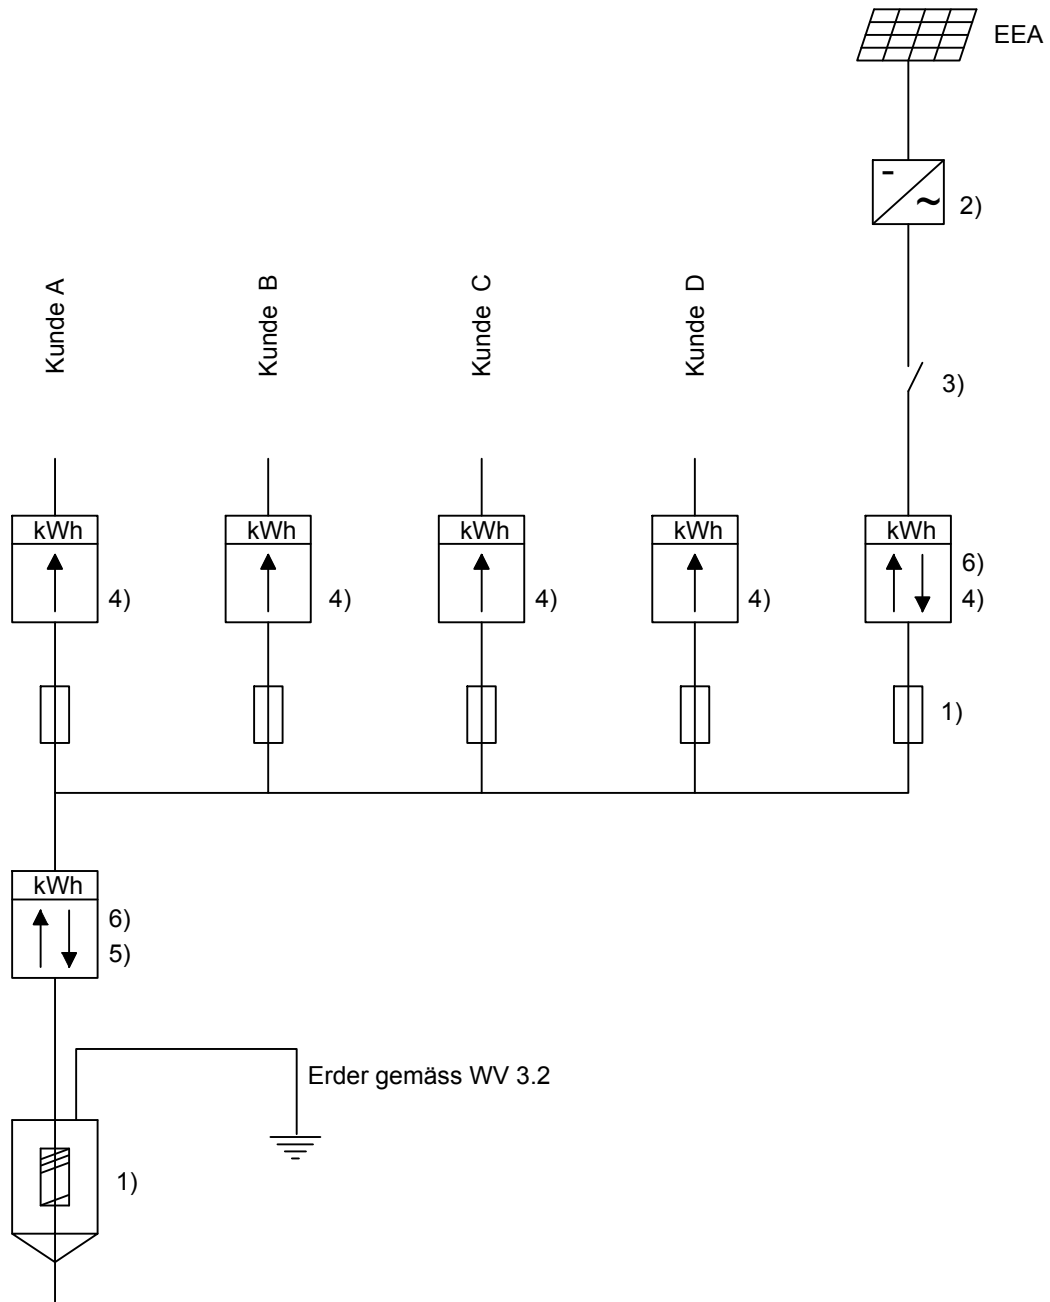 EEA
-
~
2)
Kunde A
Kunde B
Kunde C
Kunde D
3)
kWh
kWh
kWh
kWh
kWh
6)
4)
4)
4)
4)
4)
1)
kWh
6)
5)
Erder gemäss WV 3.2
1)